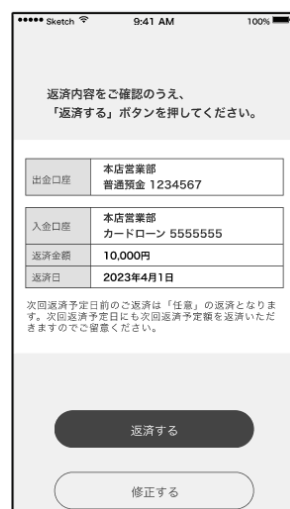 ●●●●● Sketch 9:41 AM 100%
返済内容をご確認のうえ、
「返済する」ボタンを押してください。
出金口座 本店営業部
普通預金 1234567
入金口座 本店営業部
カードローン 5555555
返済金額 10,000円
返済日 2023年4月1日
次回返済予定日前のご返済は「任意」の返済となりま
す。次回返済予定日にも次回返済予定額を返済いただ
きますのでご留意ください。
返済する
修正する